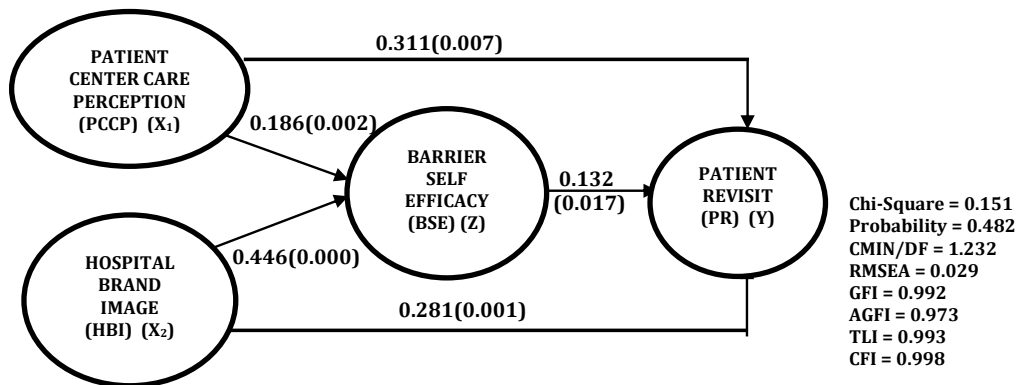 0.311(0.007)
PATIENT
CENTER CARE
PERCEPTION
(PCCP) (X₁)
0.186(0.002)
BARRIER
SELF
EFFICACY
(BSE) (Z)
0.132
(0.017)
PATIENT
REVISIT
(PR) (Y)
0.446(0.000)
HOSPITAL
BRAND
IMAGE
(HBI) (X₂)
0.281(0.001)
Chi-Square = 0.151
Probability = 0.482
CMIN/DF = 1.232
RMSEA = 0.029
GFI = 0.992
AGFI = 0.973
TLI = 0.993
CFI = 0.998